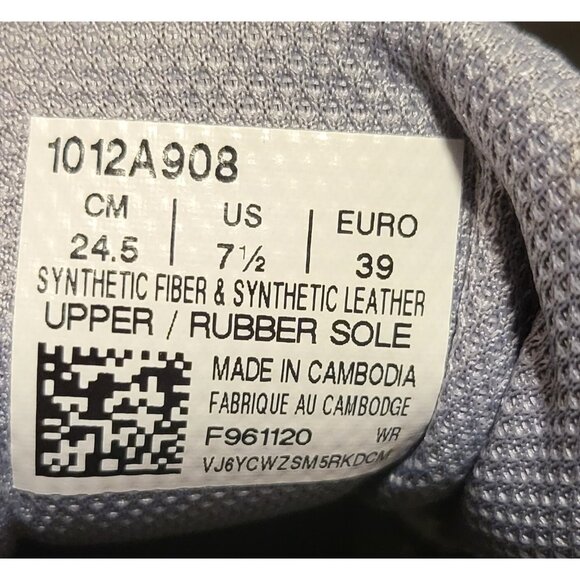 1012A908
CM | US | EURO
24.5 | 7½ | 39
SYNTHETIC FIBER & SYNTHETIC LEATHER
UPPER / RUBBER SOLE
MADE IN CAMBODIA
FABRIQUE AU CAMBODGE
F961120 WR
VJ6YCWZSM5RKDCM